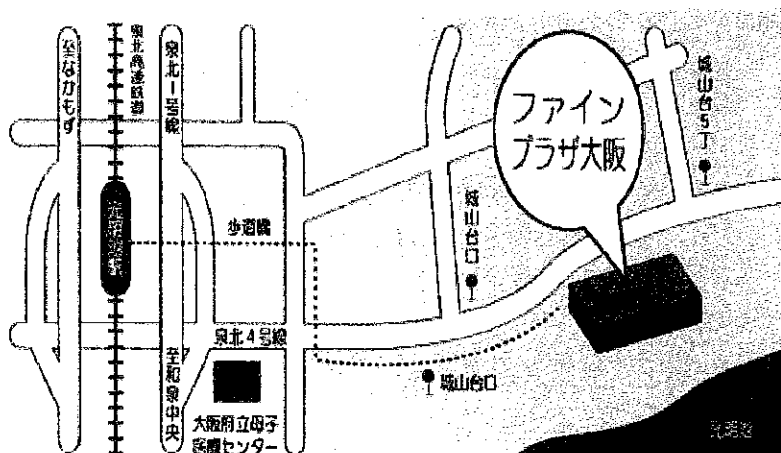 至なかもず
泉北高速鉄道
泉北1号線
ファイン
プラザ大阪
城山台5丁
歩道橋
城山台口
泉北4号線
至和泉中央
城山台口
大阪府立母子
医療センター